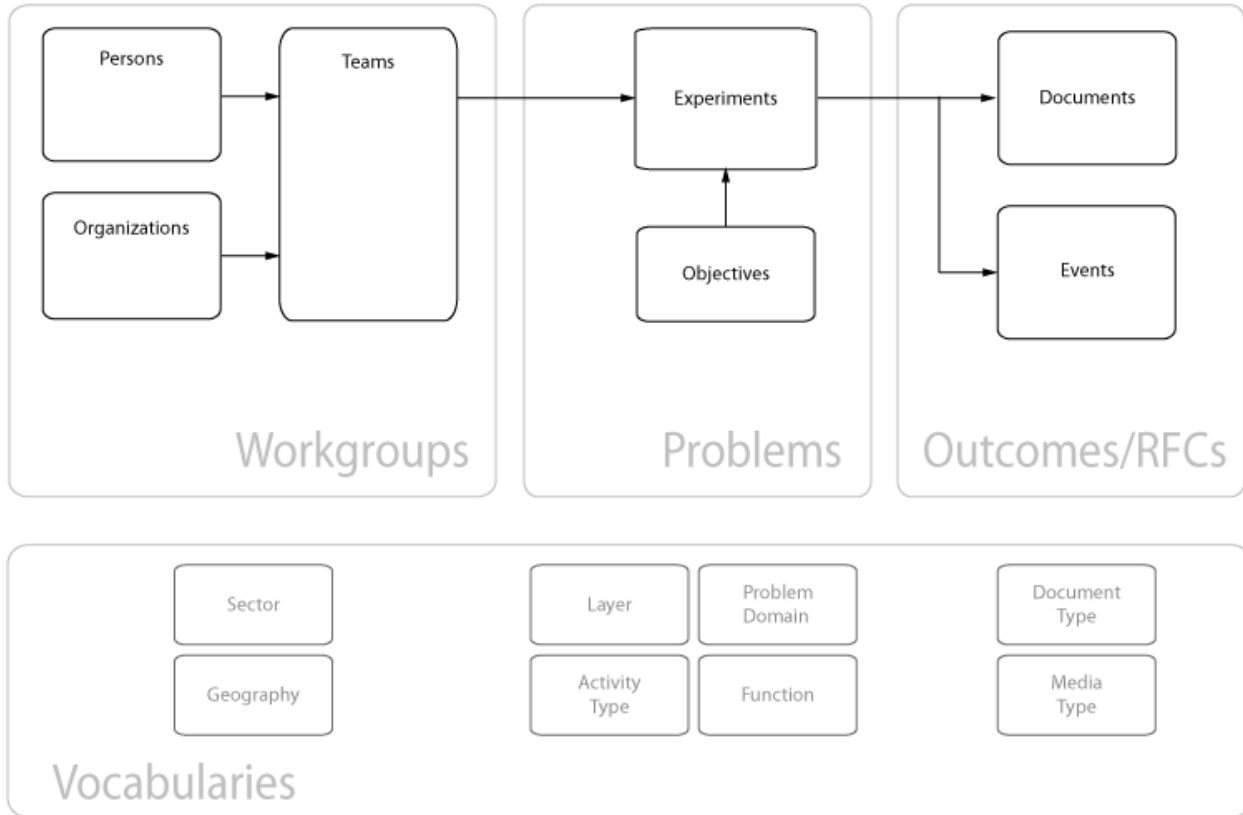 Persons
Teams
Organizations
Workgroups
Experiments
Objectives
Problems
Documents
Events
Outcomes/RFCs
Sector
Layer
Problem
Domain
Document
Type
Geography
Activity
Type
Function
Media
Type
Vocabularies